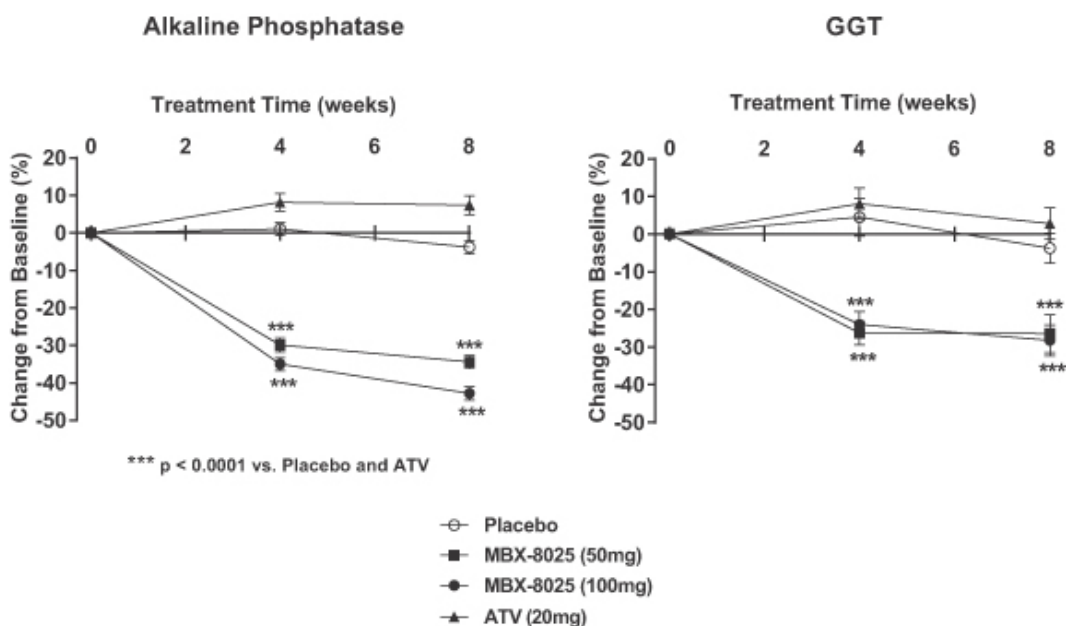 Alkaline Phosphatase
Treatment Time (weeks)
0 2 4 6 8
Change from Baseline (%)
20
10
0
-10
-20
-30
-40
-50
*** ***
*** ***
*** p < 0.0001 vs. Placebo and ATV
GGT
Treatment Time (weeks)
0 2 4 6 8
Change from Baseline (%)
20
10
0
-10
-20
-30
-40
-50
*** ***
*** ***
Placebo
MBX-8025 (50mg)
MBX-8025 (100mg)
ATV (20mg)